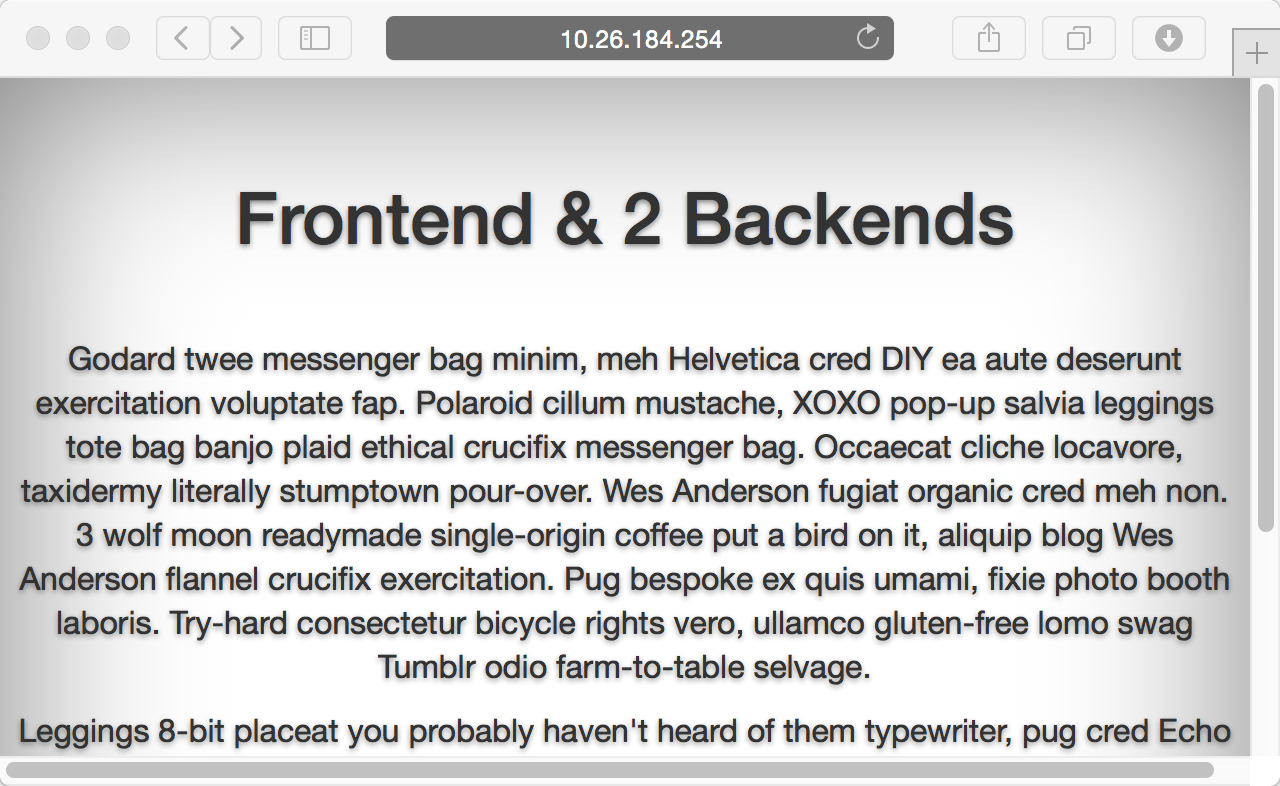 10.26.184.254
Frontend & 2 Backends
Godard twee messenger bag minim, meh Helvetica cred DIY ea aute deserunt
exercitation voluptate fap. Polaroid cillum mustache, XOXO pop-up salvia leggings
tote bag banjo plaid ethical crucifix messenger bag. Occaecat cliche locavore,
taxidermy literally stumptown pour-over. Wes Anderson fugiat organic cred meh non.
3 wolf moon readymade single-origin coffee put a bird on it, aliquip blog Wes
Anderson flannel crucifix exercitation. Pug bespoke ex quis umami, fixie photo booth
laboris. Try-hard consectetur bicycle rights vero, ullamco gluten-free lomo swag
Tumblr odio farm-to-table selvage.
Leggings 8-bit placeat you probably haven't heard of them typewriter, pug cred Echo